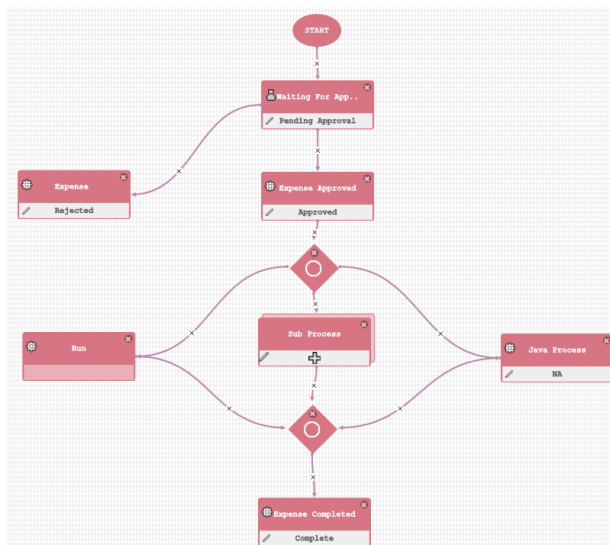 START
Waiting For App..
Pending Approval
Expense
Rejected
Expense Approved
Approved
Run
Sub Process
Java Process
NA
Expense Completed
Complete